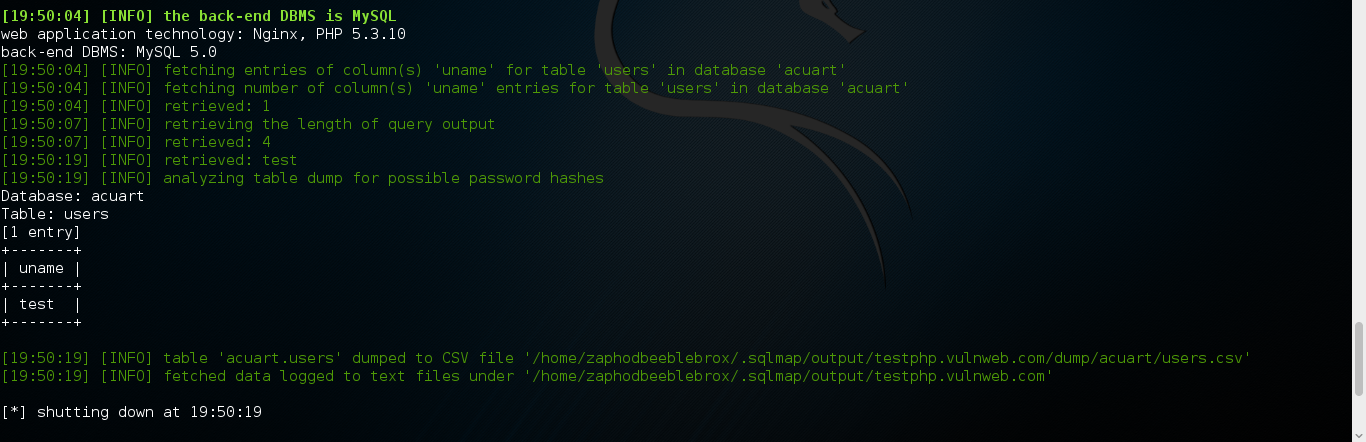 [19:50:04] [INFO] the back-end DBMS is MySQL
web application technology: Nginx, PHP 5.3.10
back-end DBMS: MySQL 5.0
[19:50:04] [INFO] fetching entries of column(s) 'uname' for table 'users' in database 'acuart'
[19:50:04] [INFO] fetching number of column(s) 'uname' entries for table 'users' in database 'acuart'
[19:50:04] [INFO] retrieved: 1
[19:50:07] [INFO] retrieving the length of query output
[19:50:07] [INFO] retrieved: 4
[19:50:19] [INFO] retrieved: test
[19:50:19] [INFO] analyzing table dump for possible password hashes
Database: acuart
Table: users
[1 entry]
+-------+
| uname |
+-------+
| test  |
+-------+
[19:50:19] [INFO] table 'acuart.users' dumped to CSV file '/home/zaphodbeeblebrox/.sqlmap/output/testphp.vulnweb.com/dump/acuart/users.csv'
[19:50:19] [INFO] fetched data logged to text files under '/home/zaphodbeeblebrox/.sqlmap/output/testphp.vulnweb.com'
[*] shutting down at 19:50:19